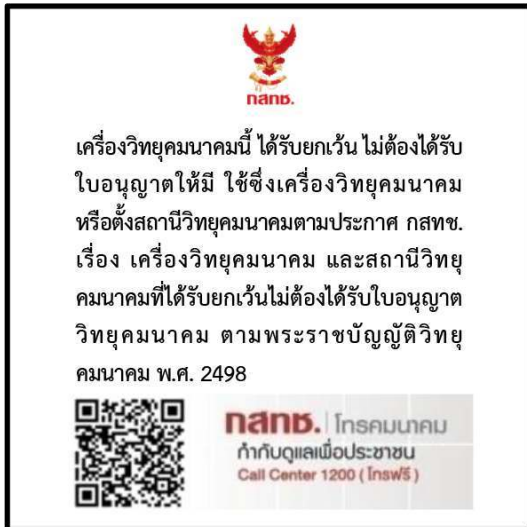 กสทช.
เครื่องวิทยุคมนาคมนี้ ได้รับยกเว้น ไม่ต้องได้รับ
ใบอนุญาตให้มี ใช้ซึ่งเครื่องวิทยุคมนาคม
หรือตั้งสถานีวิทยุคมนาคมตามประกาศ กสทช.
เรื่อง เครื่องวิทยุคมนาคม และสถานีวิทยุ
คมนาคมที่ได้รับยกเว้นไม่ต้องได้รับใบอนุญาต
วิทยุคมนาคม ตามพระราชบัญญัติวิทยุ
คมนาคม พ.ศ. 2498
กสทช. | โทรคมนาคม
กำกับดูแลเพื่อประชาชน
Call Center 1200 ( โทรฟรี )